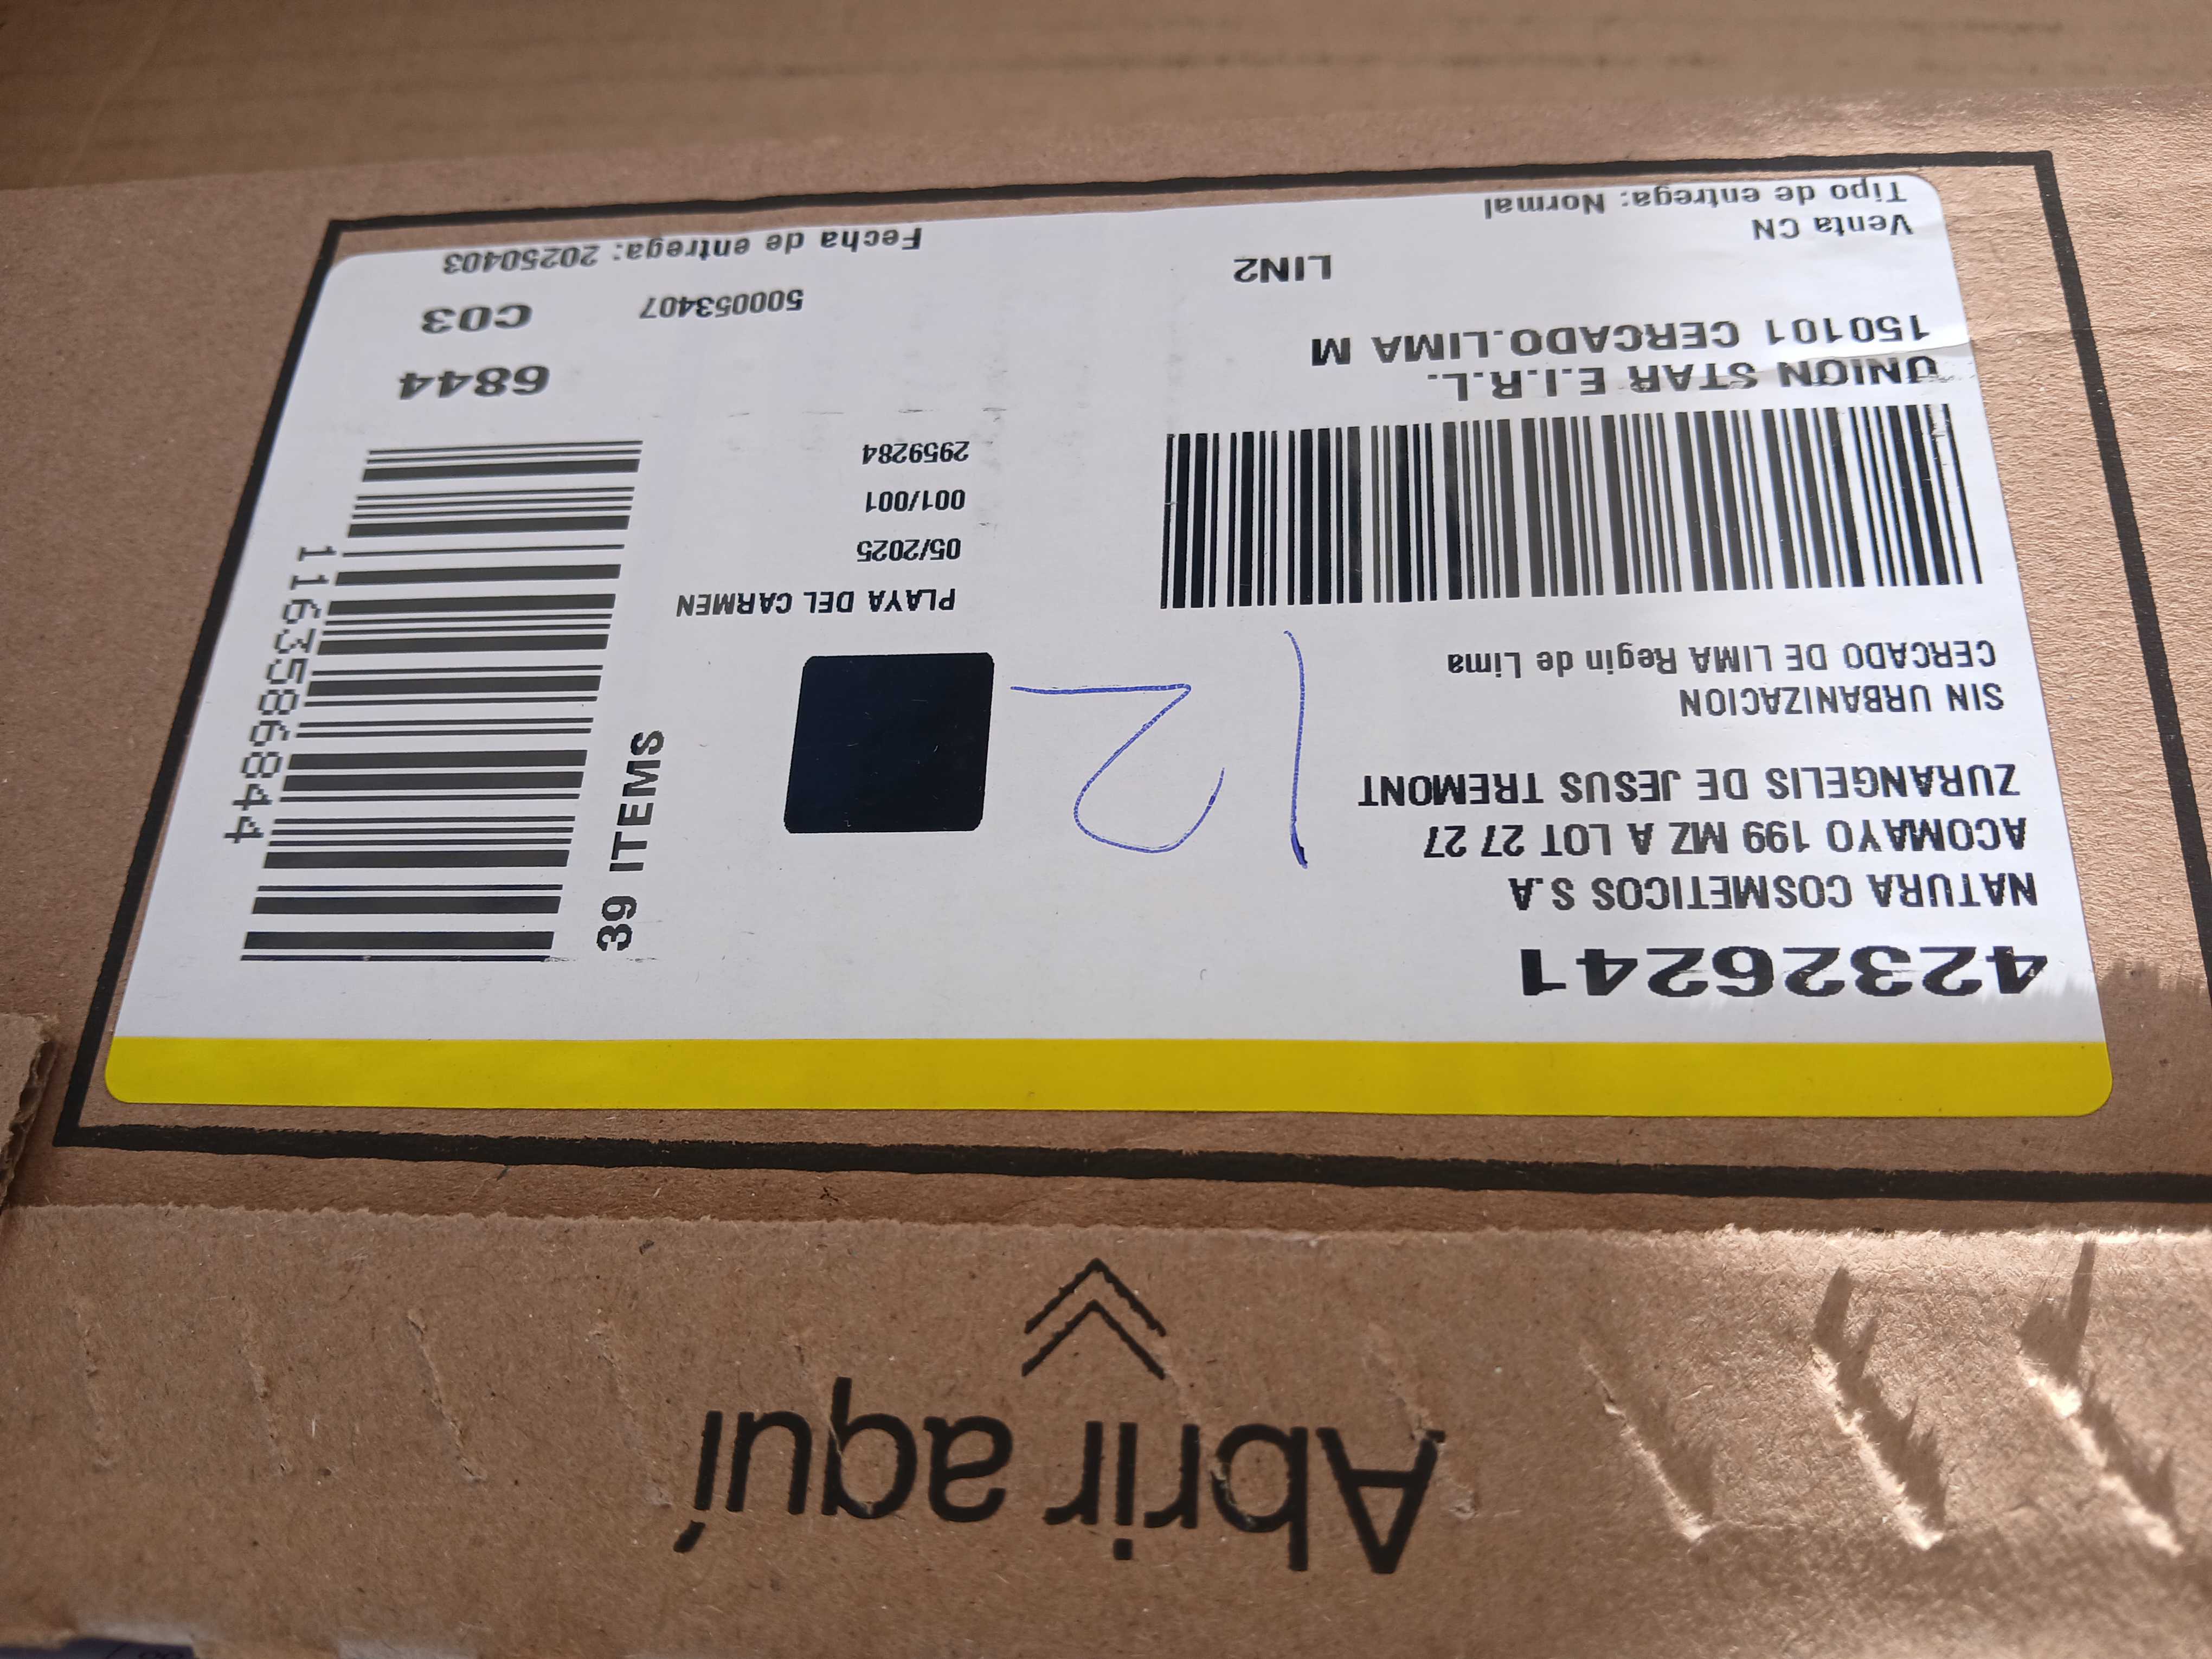 42326241
NATURA COSMETICOS S.A
ACOMAYO 199 MZ A LOT 27 27
ZURANGELIS DE JESUS TREMONT
SIN URBANIZACION
CERCADO DE LIMA Regin de Lima
12
UNION STAR E.I.R.L.
150101 CERCADO.LIMA M
LIN2
Venta CN
Tipo de entrega: Normal
PLAYA DEL CARMEN
05/2025
001/001
2959284
39 ITEMS
1163586844
6844
500053407
C03
Fecha de entrega: 20250403
Abrir aquí